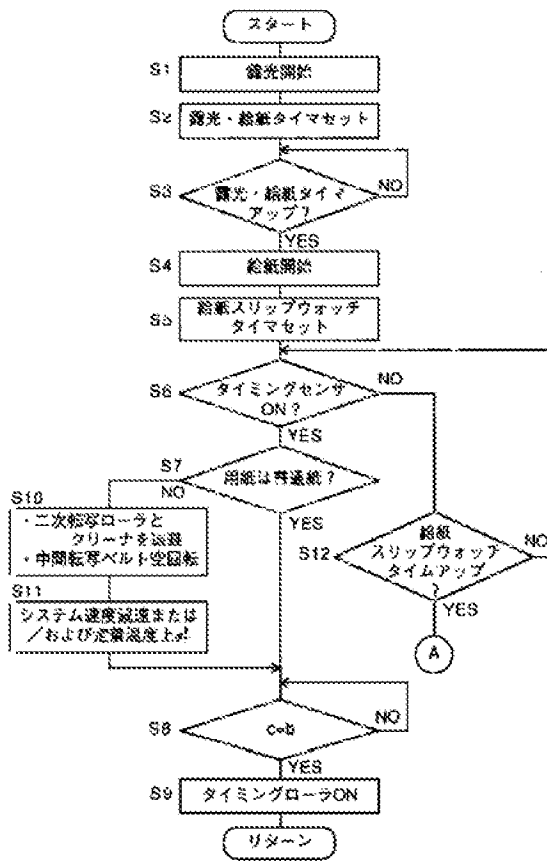 スタート
S1
露光開始
S2
露光・給紙タイマセット
S3
露光・給紙タイマ
アップ?
NO
YES
S4
給紙開始
S5
給紙スリップウォッチ
タイマセット
S6
タイミングセンサ
ON?
NO
YES
S7
用紙は普通紙?
NO
YES
S10
・二次転写ローラと
クリーナを
・中間転写ベルト空回転
S11
システム速度減速または
/および温度上
S12
給紙
スリップウォッチ
タイムアップ
?
NO
YES
A
S8
c=b
NO
YES
S9
タイミングローラON
リターン